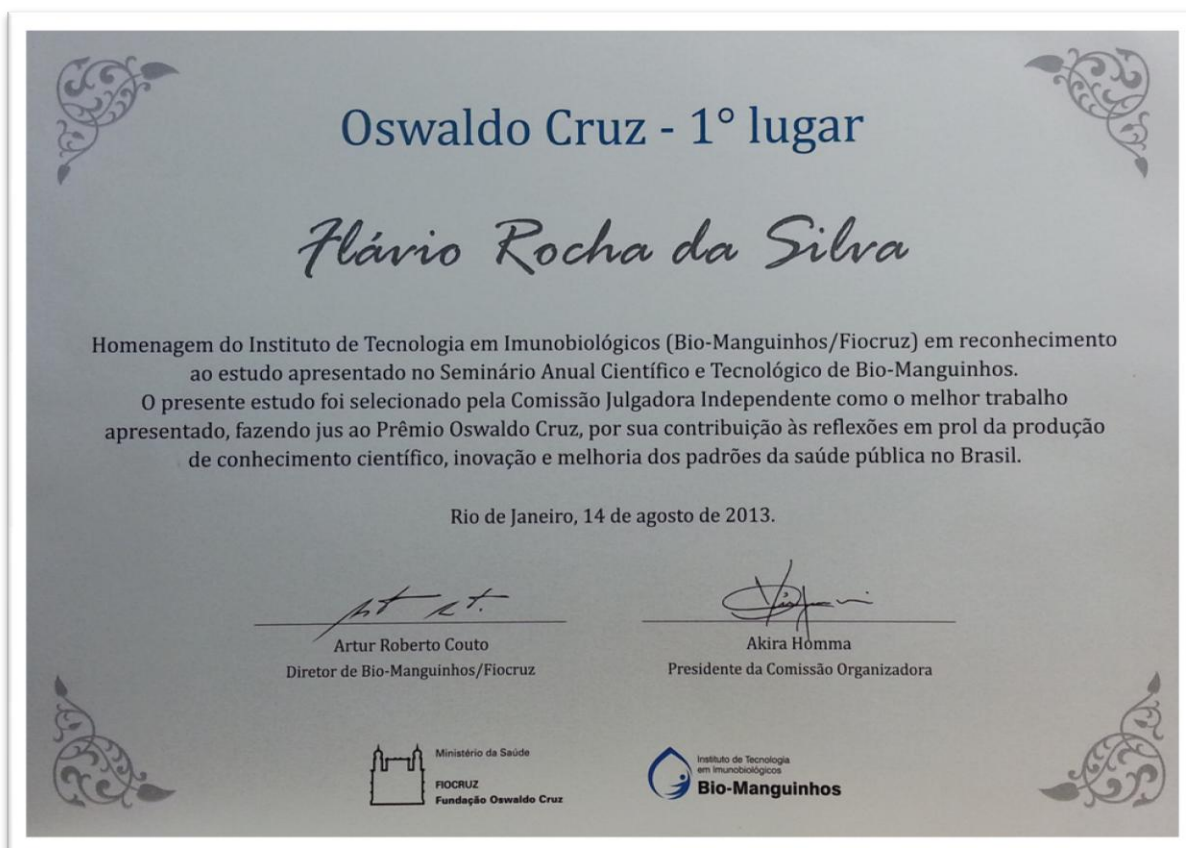 Oswaldo Cruz - 1° lugar
Flávio Rocha da Silva
Homenagem do Instituto de Tecnologia em Imunobiológicos (Bio-Manguinhos/Fiocruz) em reconhecimento
ao estudo apresentado no Seminário Anual Científico e Tecnológico de Bio-Manguinhos.
O presente estudo foi selecionado pela Comissão Julgadora Independente como o melhor trabalho
apresentado, fazendo jus ao Prêmio Oswaldo Cruz, por sua contribuição às reflexões em prol da produção
de conhecimento científico, inovação e melhoria dos padrões da saúde pública no Brasil.
Rio de Janeiro, 14 de agosto de 2013.
Artur Roberto Couto
Diretor de Bio-Manguinhos/Fiocruz
Akira Homma
Presidente da Comissão Organizadora
Ministério da Saúde
FIOCRUZ
Fundação Oswaldo Cruz
Instituto de Tecnologia
em Imunobiológicos
Bio-Manguinhos